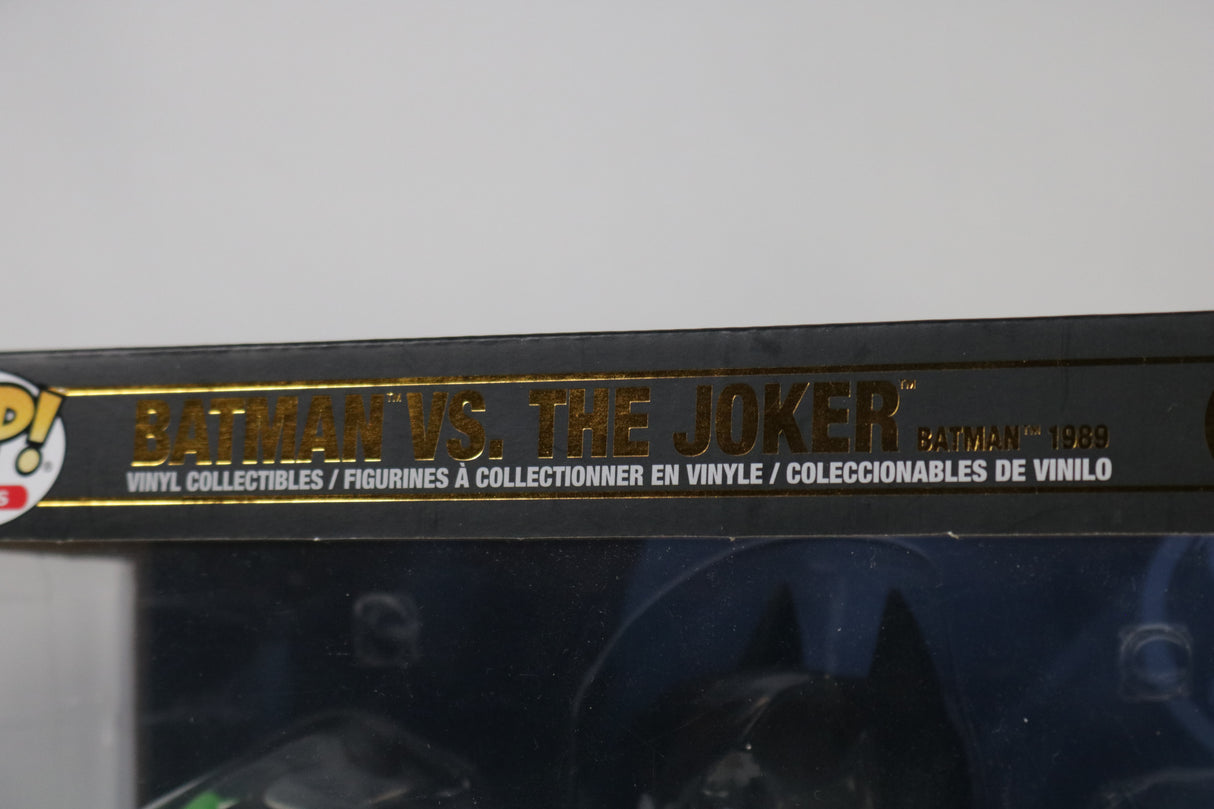 P!
S
BATMAN™ VS. THE JOKER™ BATMAN™ 1989
VINYL COLLECTIBLES / FIGURINES À COLLECTIONNER EN VINYLE / COLECCIONABLES DE VINILO